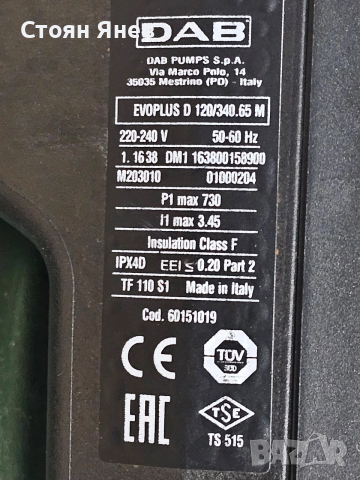 Стоян Янев
DAB
DAB PUMPS S.p.A.
Via Marco Polo, 14
35035 Mestrino (PD) - Italy
EVOPLUS D 120/340.65 M
220-240 V 50-60 Hz
1.1638 DM1 163800158900
M203010 01000204
P1 max 730
I1 max 3.45
Insulation Class F
IPX4D EEI ≤ 0.20 Part 2
TF 110 S1 Made in Italy
Cod. 60151019
CE
TÜV
EAC
TSE
TS 515
BAZAR